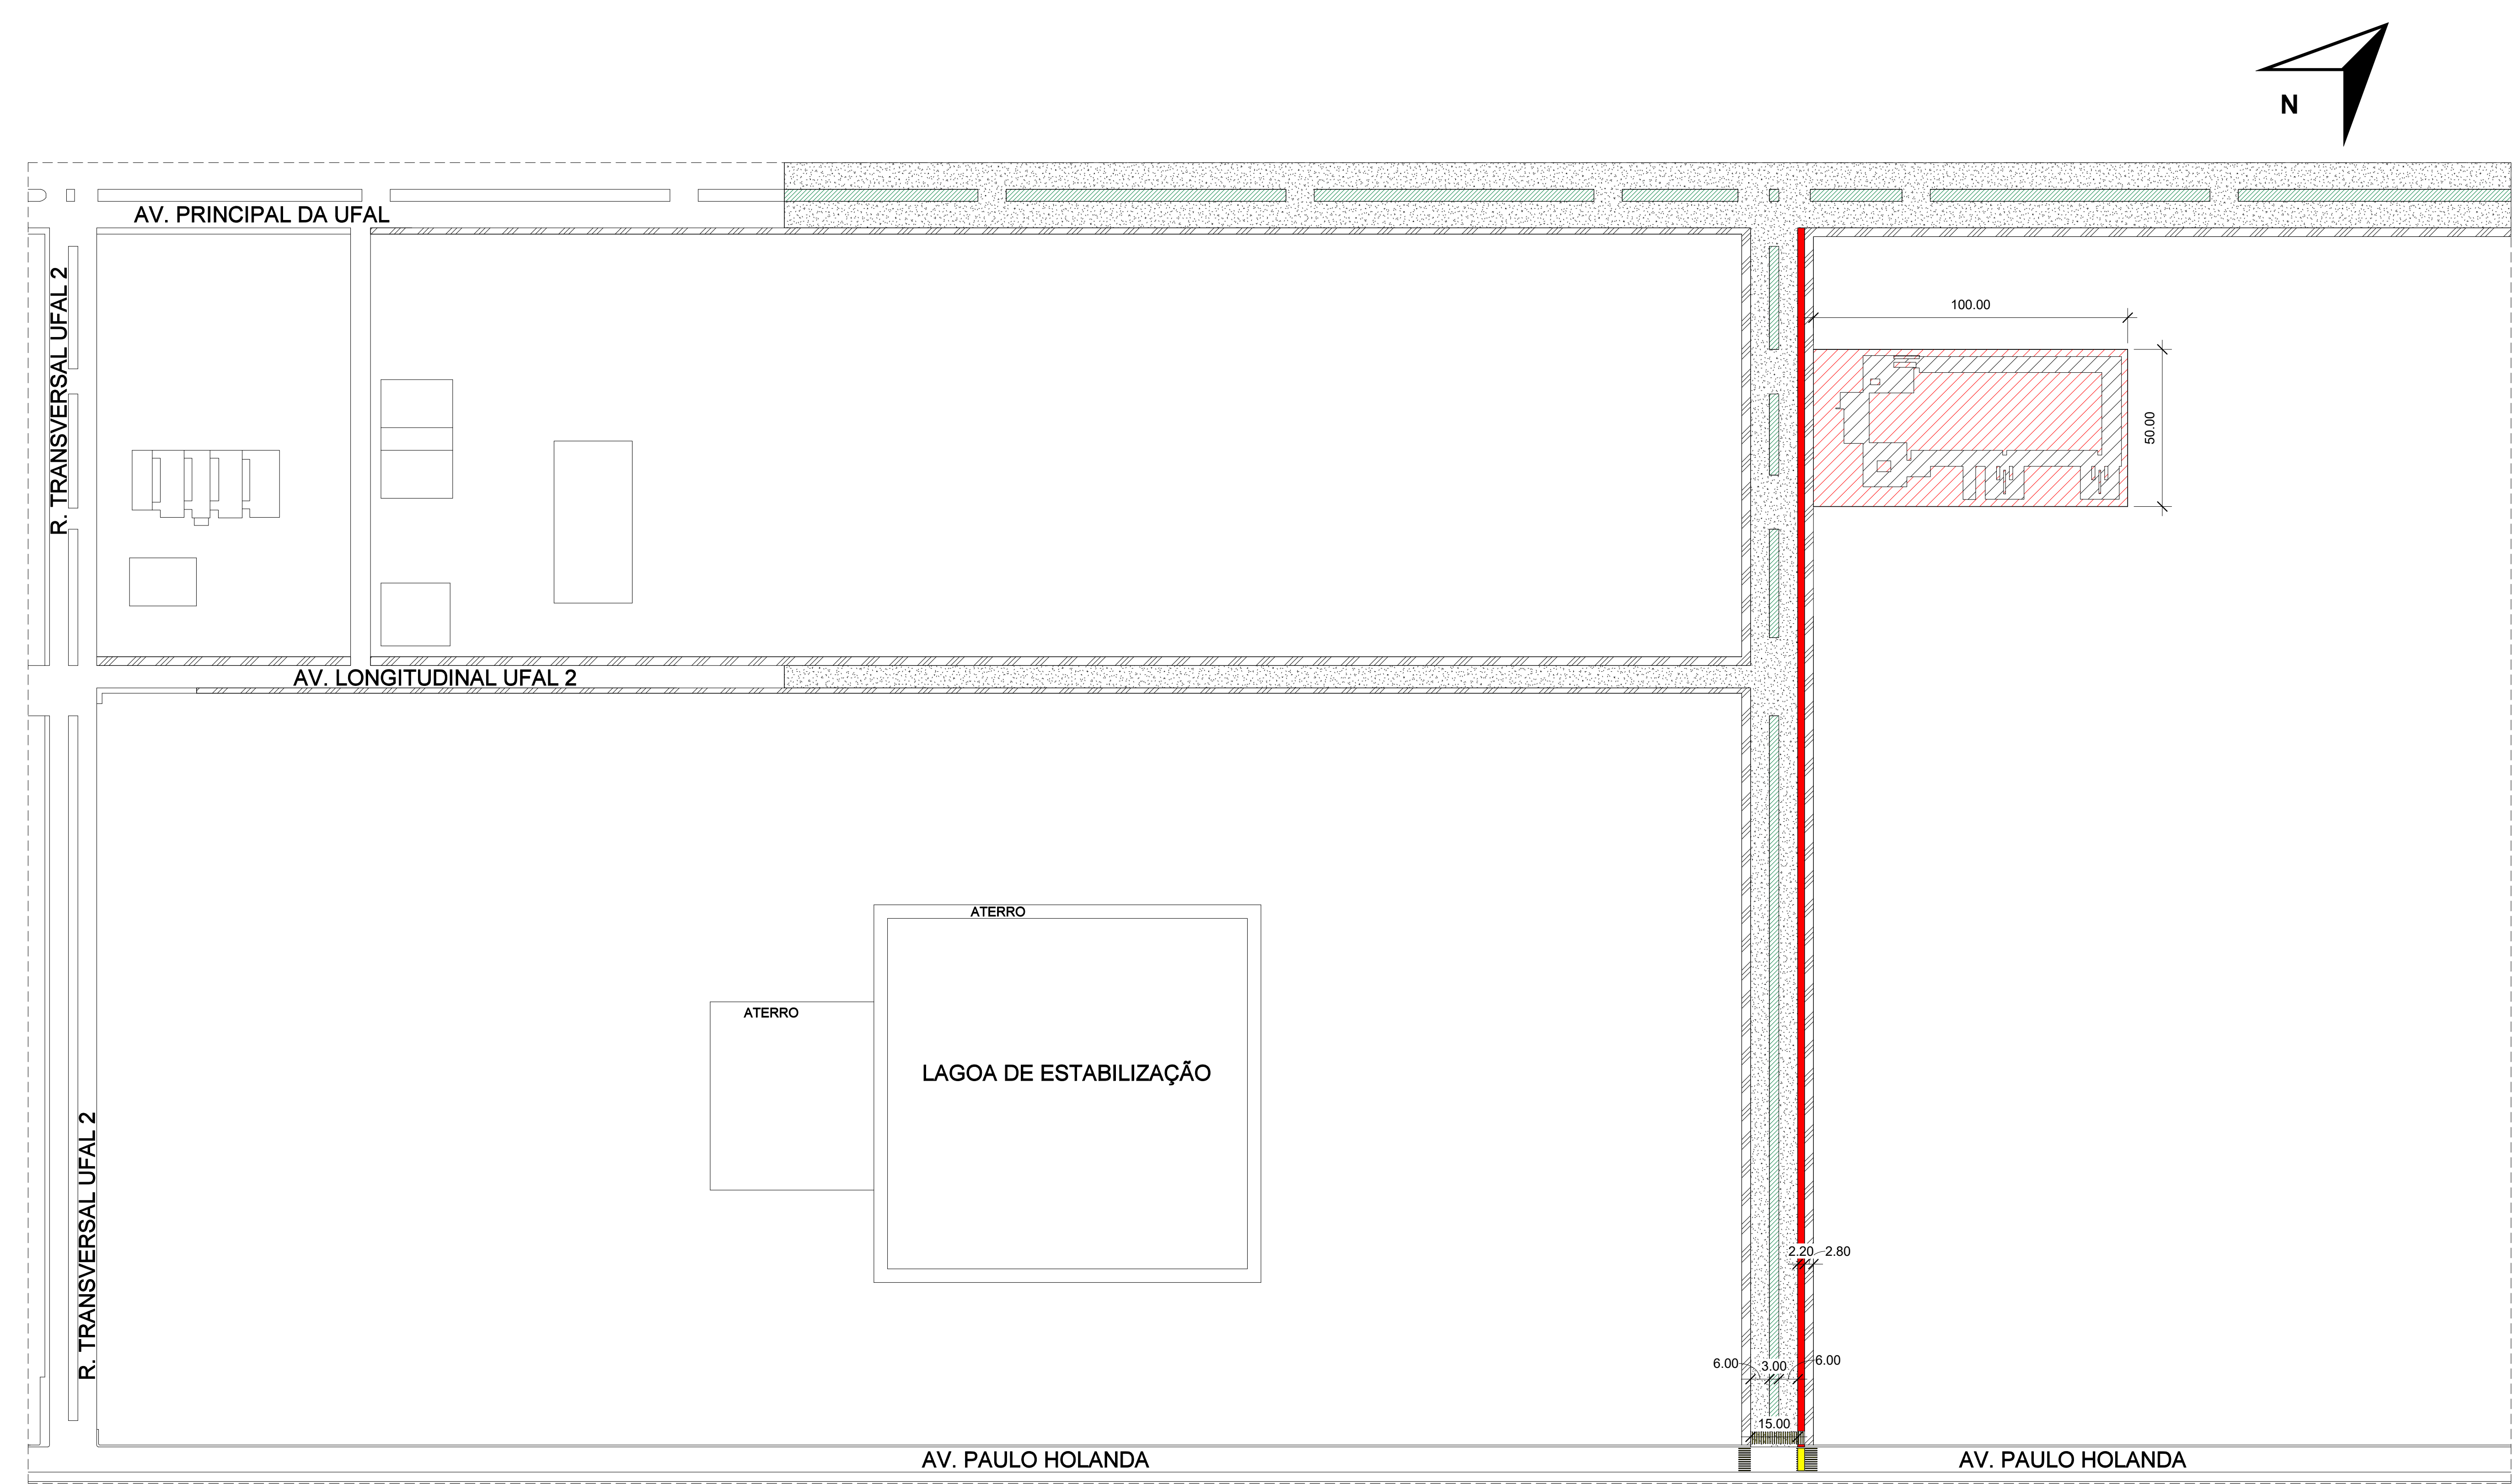 N
AV. PRINCIPAL DA UFAL
R. TRANSVERSAL UFAL 2
100.00
50.00
AV. LONGITUDINAL UFAL 2
ATERRO
ATERRO
LAGOA DE ESTABILIZAÇÃO
R. TRANSVERSAL UFAL 2
2.20
2.80
6.00
3.00
6.00
15.00
AV. PAULO HOLANDA
AV. PAULO HOLANDA